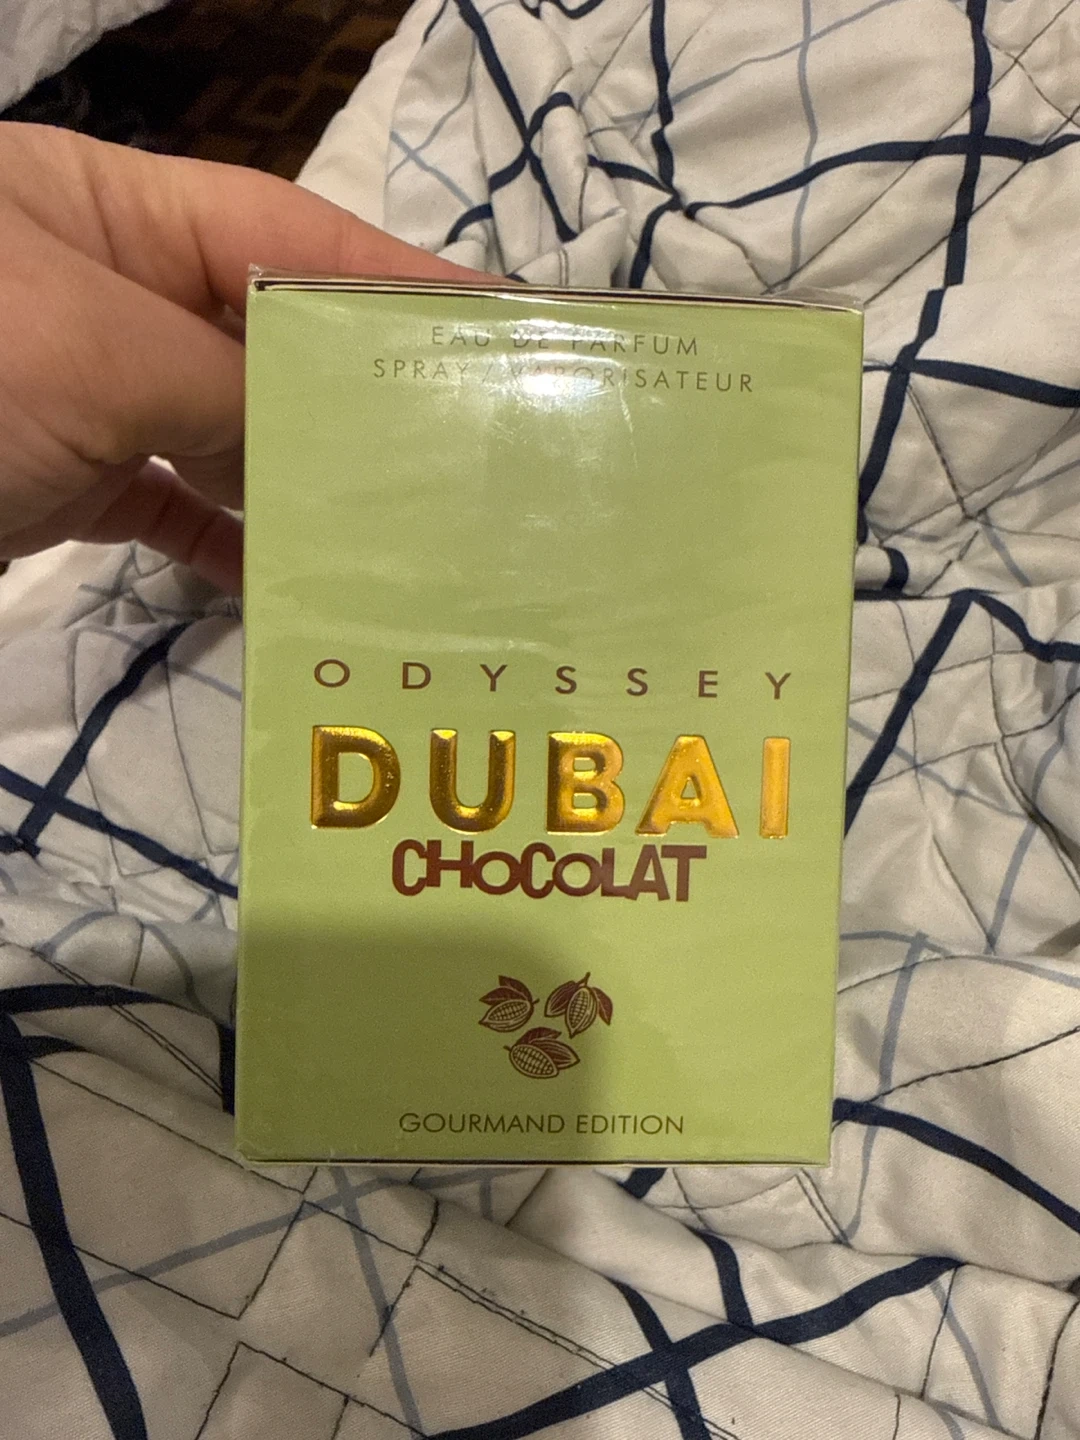 EAU DE PARFUM
SPRAY / VAPORISATEUR
ODYSSEY
DUBAI
CHOCOLAT
GOURMAND EDITION